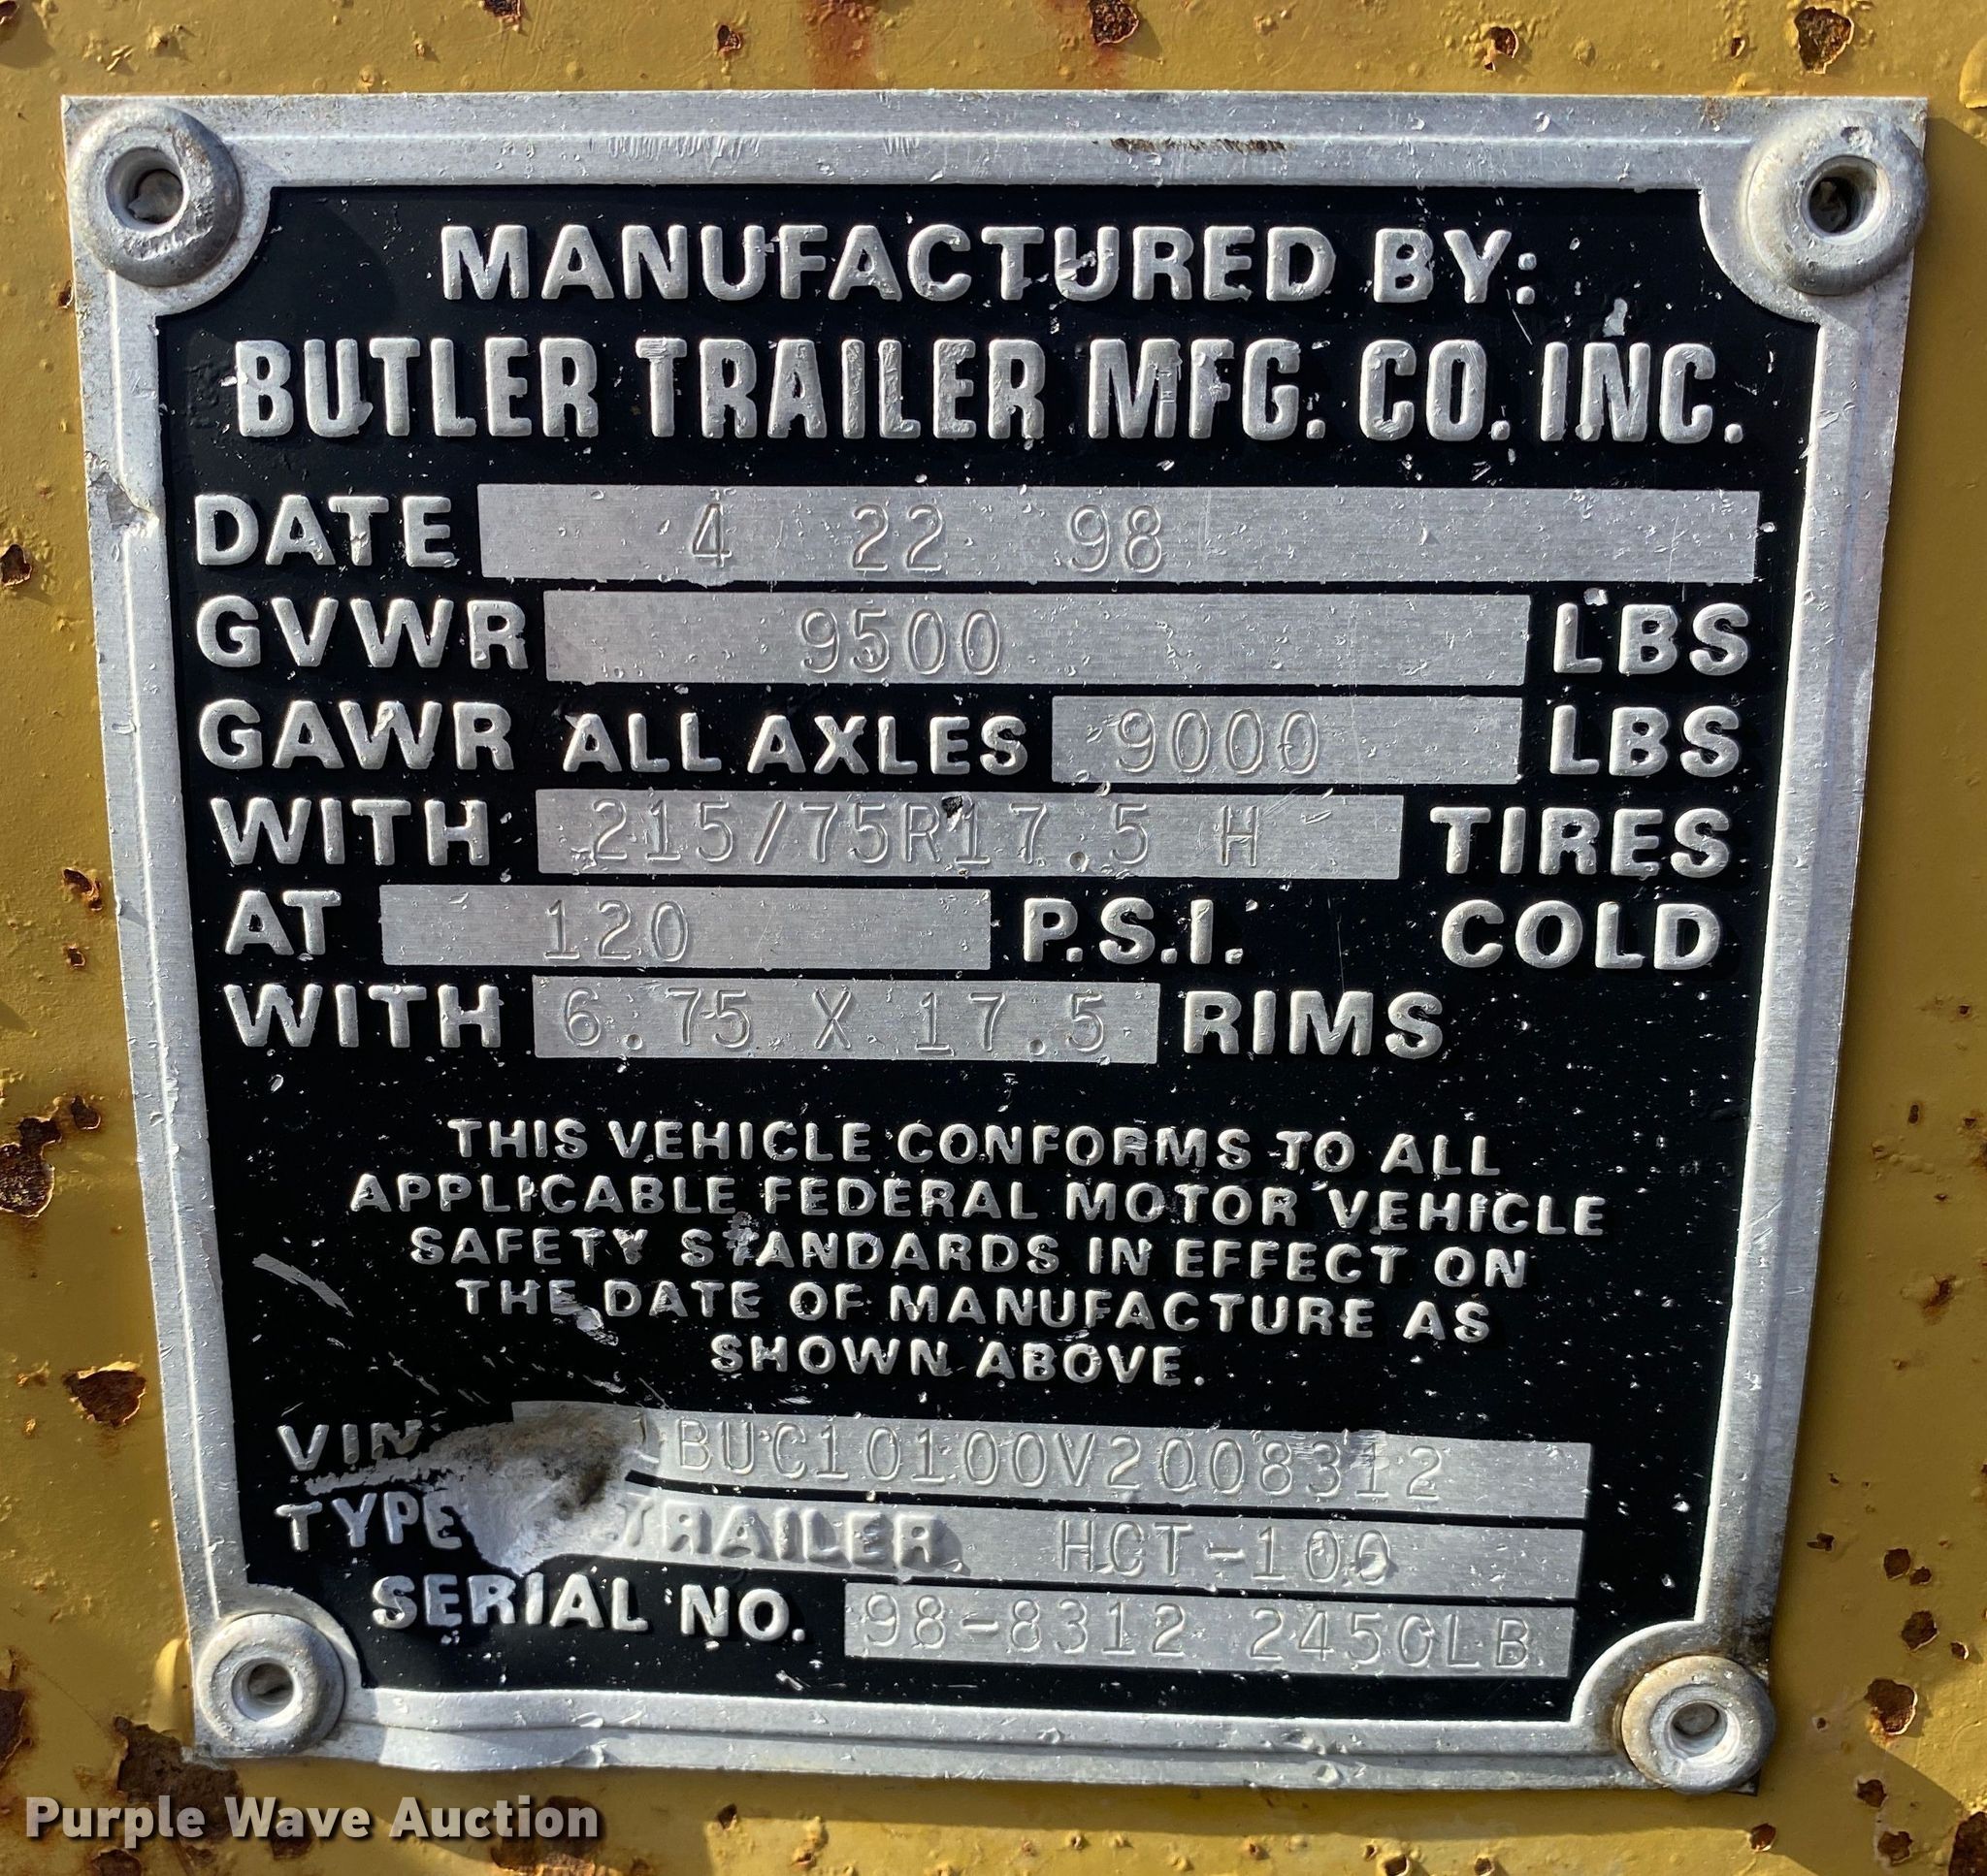 MANUFACTURED BY:
BUTLER TRAILER MFG. CO. INC.
DATE 4 22 98
GVWR 9500 LBS
GAWR ALL AXLES 9000 LBS
WITH 215/75R17.5 H TIRES
AT 120 P.S.I. COLD
WITH 6.75 X 17.5 RIMS
THIS VEHICLE CONFORMS TO ALL
APPLICABLE FEDERAL MOTOR VEHICLE
SAFETY STANDARDS IN EFFECT ON
THE DATE OF MANUFACTURE AS
SHOWN ABOVE.
VIN 1BUC10100V2008312
TYPE TRAILER HCT-100
SERIAL NO. 98-8312 2450LB
Purple Wave Auction